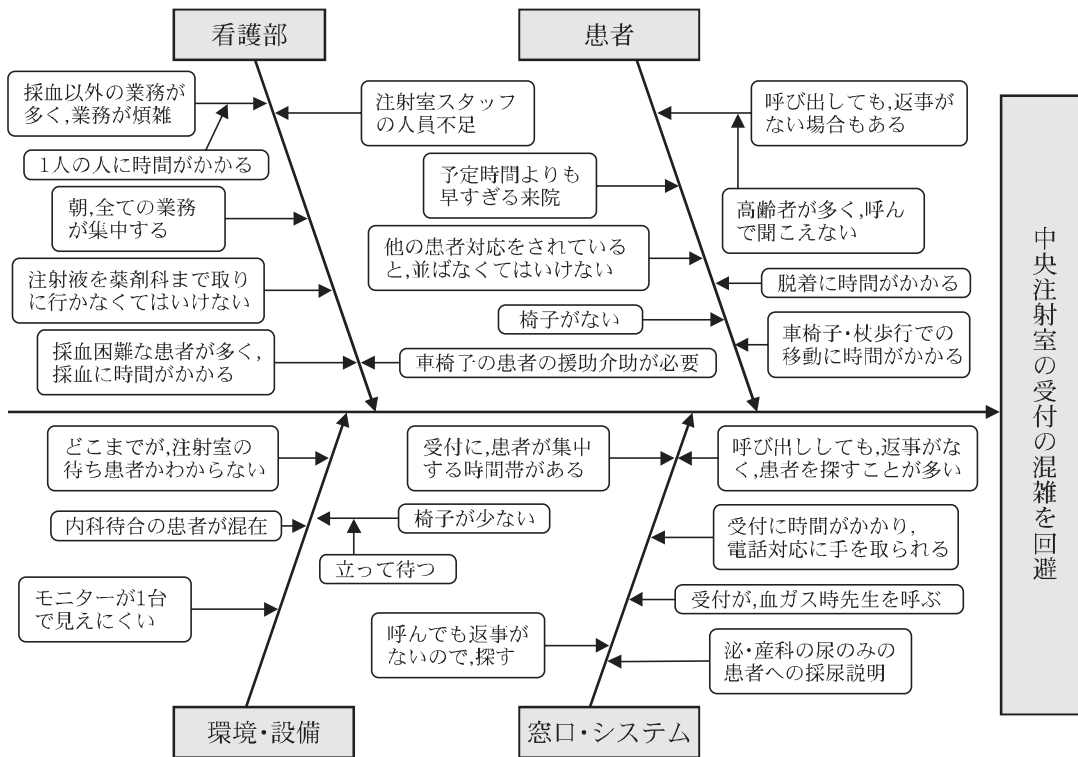 看護部
患者
採血以外の業務が
多く,業務が煩雑
注射室スタッフ
の人員不足
1人の人に時間がかかる
朝,全ての業務
が集中する
注射液を薬剤科まで取り
に行かなくてはいけない
採血困難な患者が多く,
採血に時間がかかる
車椅子の患者の援助介助が必要
呼び出しても,返事が
ない場合もある
予定時間よりも
早すぎる来院
高齢者が多く,呼ん
で聞こえない
他の患者対応をされている
と,並ばなくてはいけない
脱着に時間がかかる
椅子がない
車椅子・杖歩行での
移動に時間がかかる
中央注射室の受付の混雑を回避
どこまでが,注射室の
待ち患者かわからない
内科待合の患者が混在
椅子が少ない
立って待つ
モニターが1台
で見えにくい
受付に,患者が集中
する時間帯がある
呼び出ししても,返事がな
く,患者を探すことが多い
受付に時間がかかり,
電話対応に手を取られる
受付が,血ガス時先生を呼ぶ
呼んでも返事が
ないので,探す
泌・産科の尿のみの
患者への採尿説明
環境・設備
窓口・システム